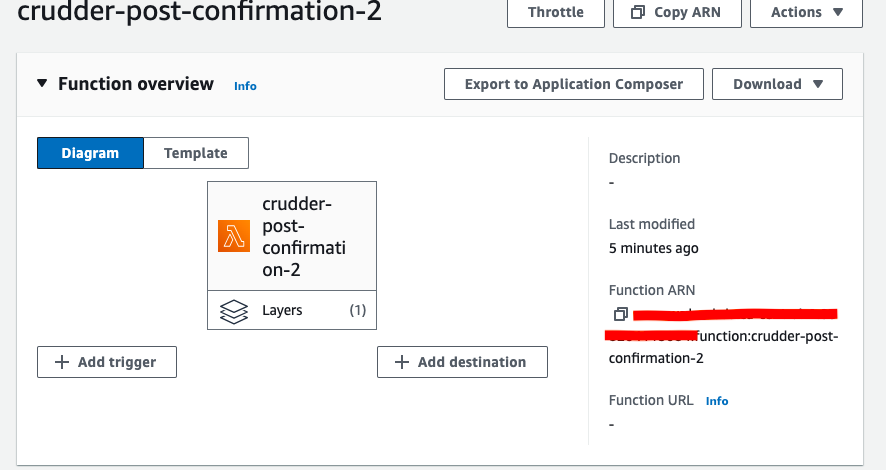 crudder-post-confirmation-2
Throttle
Copy ARN
Actions
Function overview
Info
Export to Application Composer
Download
Diagram
Template
crudder-
post-
confirmati
on-2
Layers
(1)
Add trigger
Add destination
Description
-
Last modified
5 minutes ago
Function ARN
function:crudder-post-
confirmation-2
Function URL
Info
-